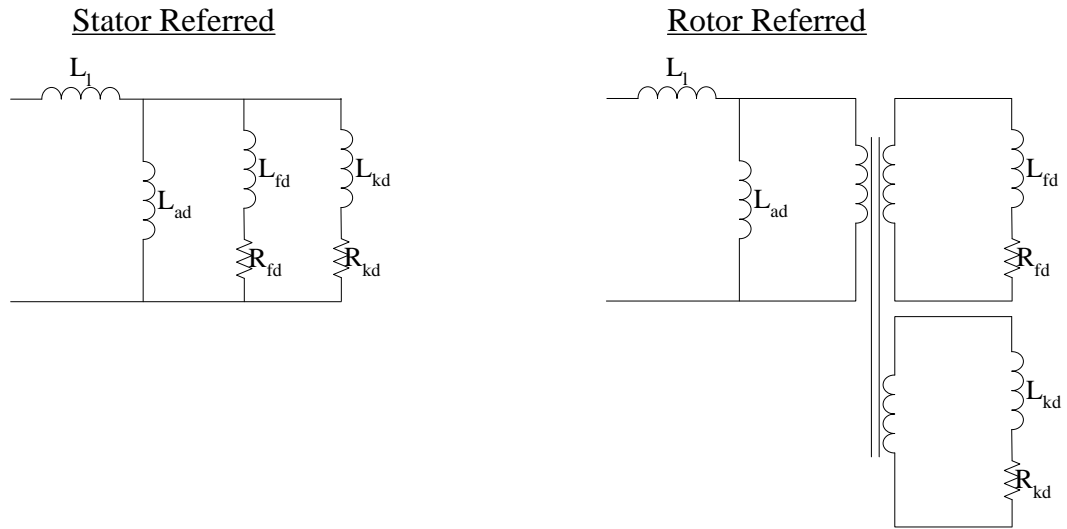 Stator Referred
L_l
L_ad
L_fd
R_fd
L_kd
R_kd
Rotor Referred
L_l
L_ad
L_fd
R_fd
L_kd
R_kd